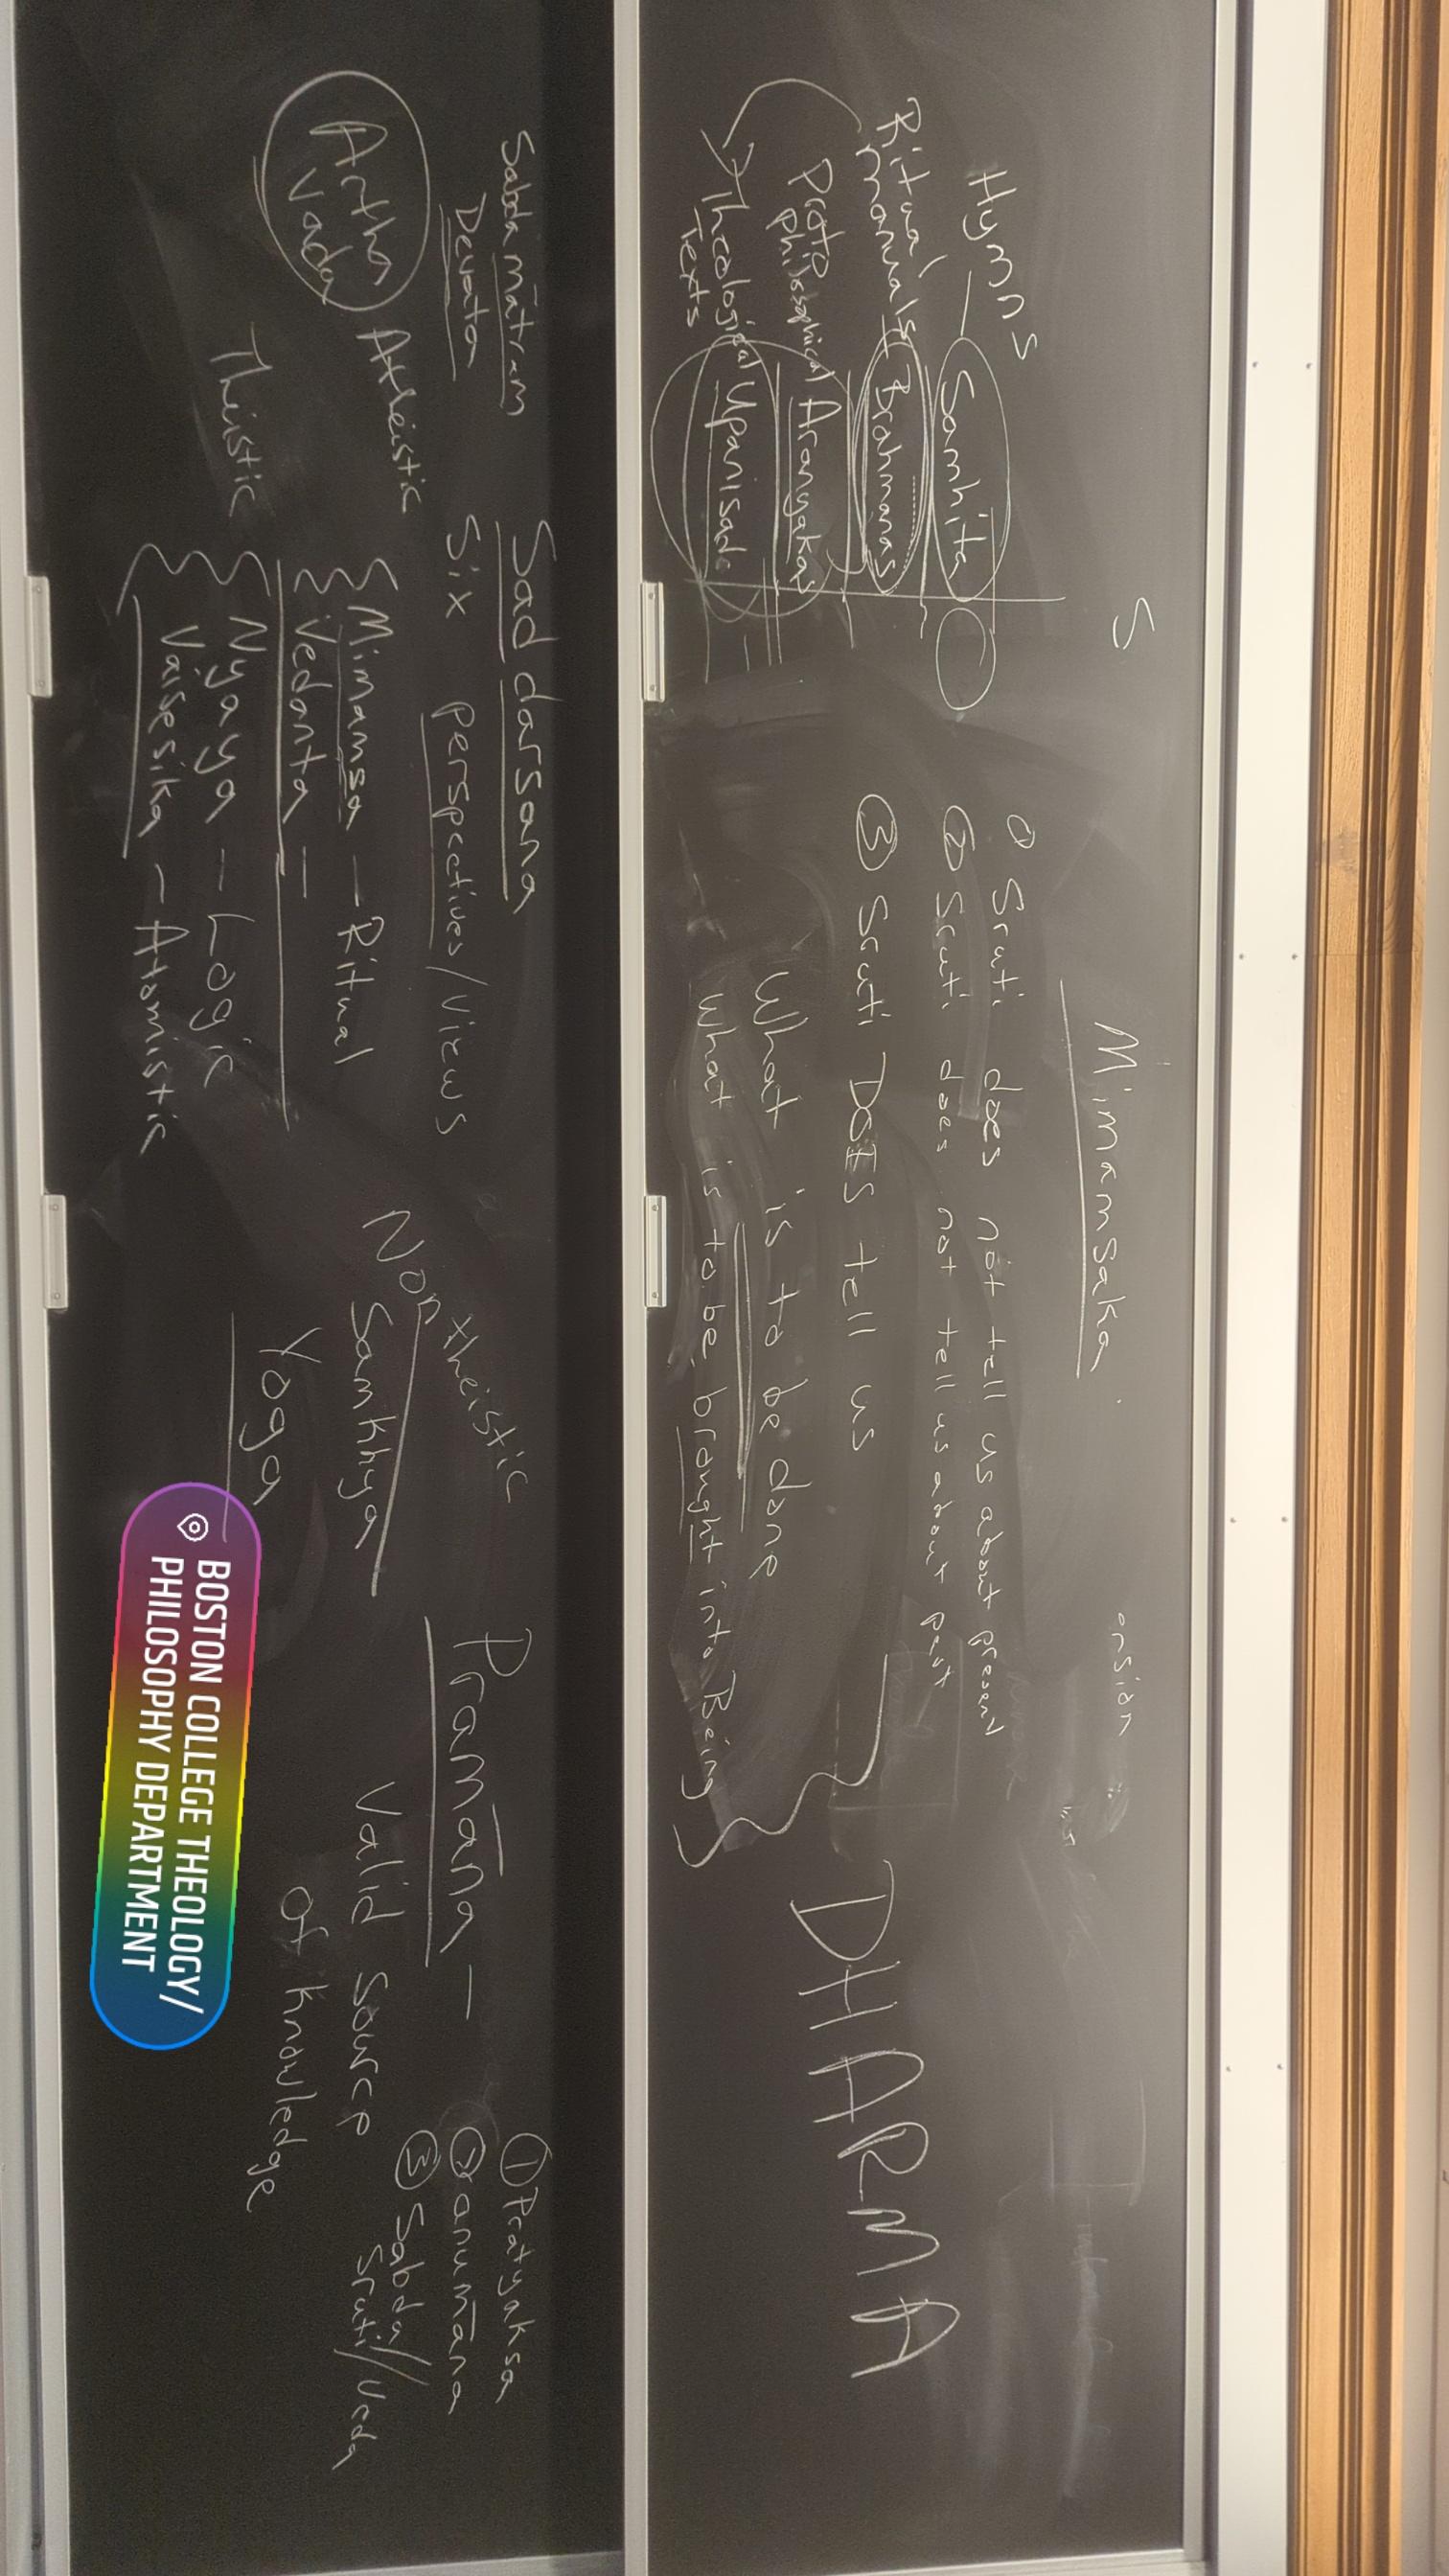 S
Mimamsaka
ension
Hymns
Samhita
Ritual
manuals
Brahmanas
Proto
philosophical
Aranyakas
Theological
Texts
Upanisads
① Sruti does not tell us about present
② Sruti does not tell us about past
③ Sruti DOES tell us
What is to be done
What is to be brought into Being
DHARMA
Sabda mātram
Devata
Artha
vada
Atheistic
Sad darsana
Six perspectives/views
Mimamsa — Ritual
Vedanta —
Theistic
Nyaya — Logic
Vaisesika — Atomistic
Non theistic
Samkhya
Yoga
Pramāna —
Valid source
of knowledge
① Pratyaksa
② anumāna
③ Sabda//
Sruti/Veda
BOSTON COLLEGE THEOLOGY/
PHILOSOPHY DEPARTMENT